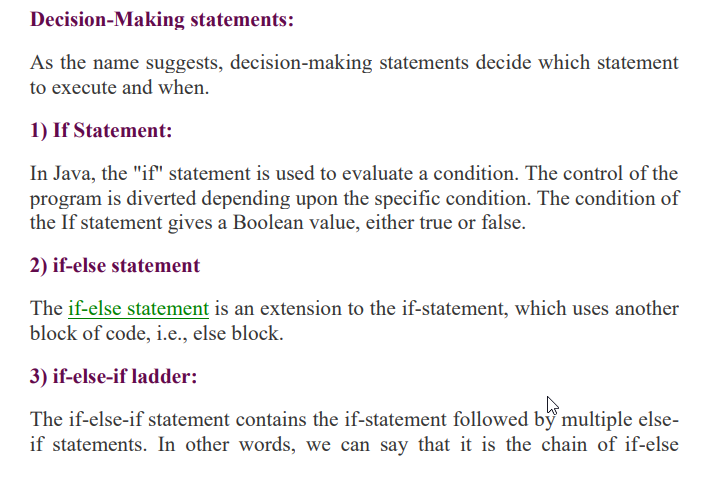 Decision-Making statements:
As the name suggests, decision-making statements decide which statement
to execute and when.
1) If Statement:
In Java, the "if" statement is used to evaluate a condition. The control of the
program is diverted depending upon the specific condition. The condition of
the If statement gives a Boolean value, either true or false.
2) if-else statement
The if-else statement is an extension to the if-statement, which uses another
block of code, i.e., else block.
3) if-else-if ladder:
The if-else-if statement contains the if-statement followed by multiple else-
if statements. In other words, we can say that it is the chain of if-else